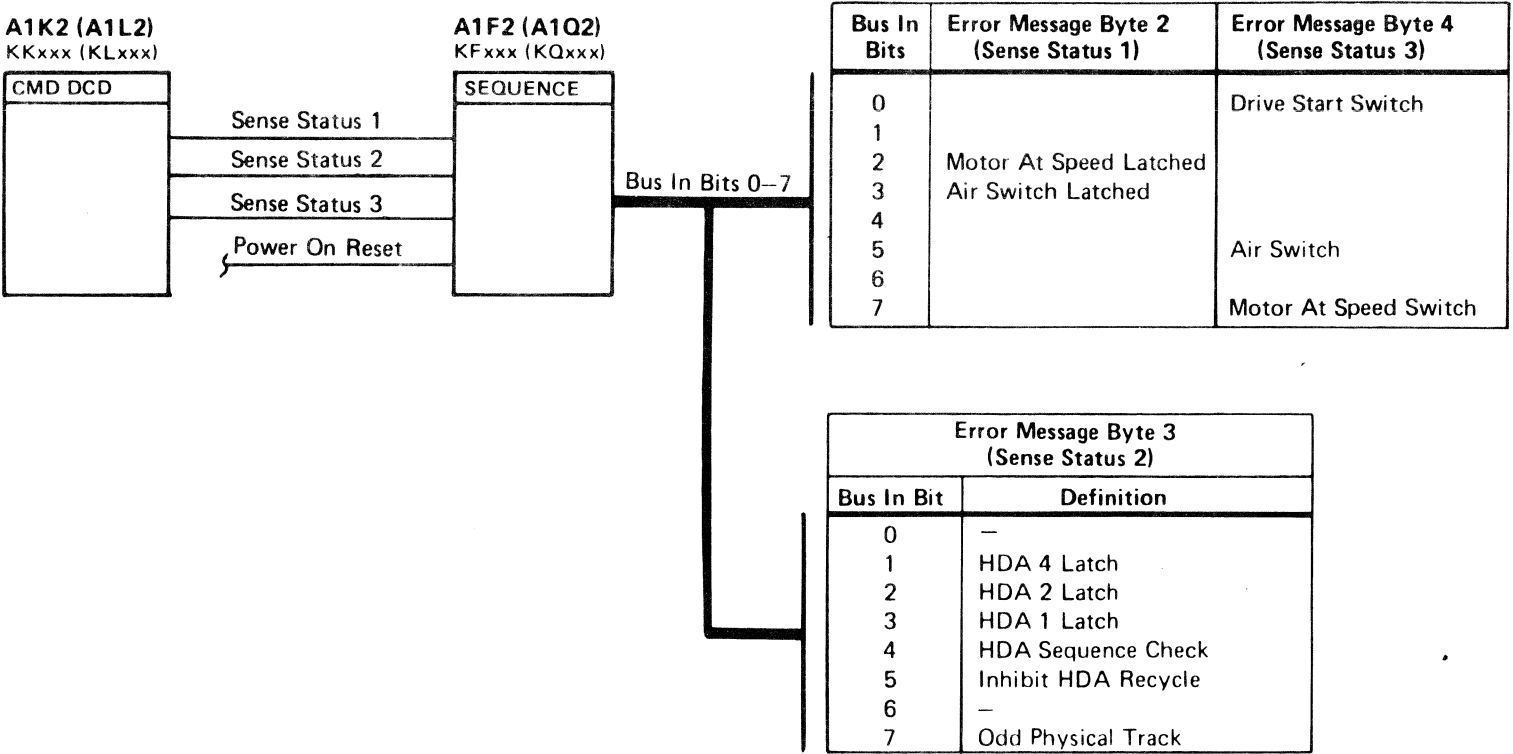 A1K2 (A1L2)
KKxxx (KLxxx)
CMD DCD
Sense Status 1
Sense Status 2
Sense Status 3
Power On Reset
A1F2 (A1Q2)
KFxxx (KQxxx)
SEQUENCE
Bus In Bits 0–7
Bus In Bits
Error Message Byte 2
(Sense Status 1)
Error Message Byte 4
(Sense Status 3)
0 Drive Start Switch
1
2 Motor At Speed Latched
3 Air Switch Latched
4
5 Air Switch
6
7 Motor At Speed Switch
Error Message Byte 3
(Sense Status 2)
Bus In Bit Definition
0 –
1 HDA 4 Latch
2 HDA 2 Latch
3 HDA 1 Latch
4 HDA Sequence Check
5 Inhibit HDA Recycle
6 –
7 Odd Physical Track